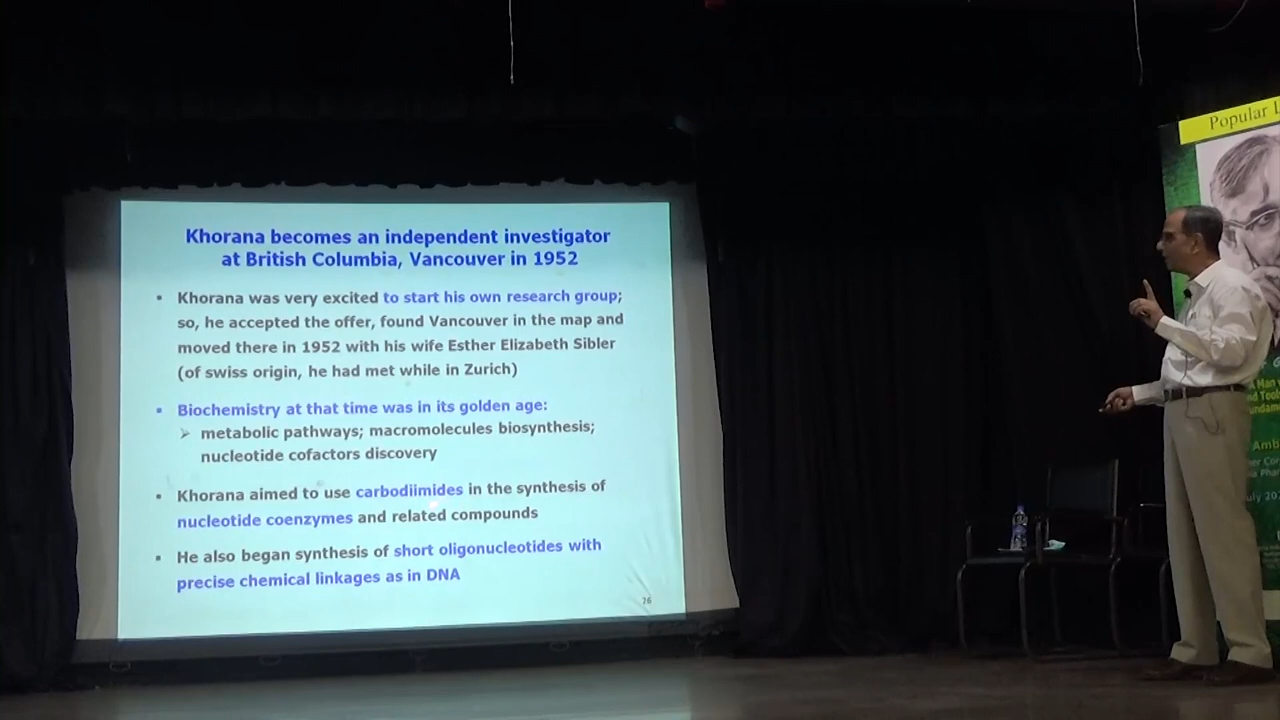 Khorana becomes an independent investigator
at British Columbia, Vancouver in 1952
▪ Khorana was very excited to start his own research group;
so, he accepted the offer, found Vancouver in the map and
moved there in 1952 with his wife Esther Elizabeth Sibler
(of swiss origin, he had met while in Zurich)
▪ Biochemistry at that time was in its golden age:
➢ metabolic pathways; macromolecules biosynthesis;
nucleotide cofactors discovery
▪ Khorana aimed to use carbodiimides in the synthesis of
nucleotide coenzymes and related compounds
▪ He also began synthesis of short oligonucleotides with
precise chemical linkages as in DNA
26
Popular
A Man
Tool